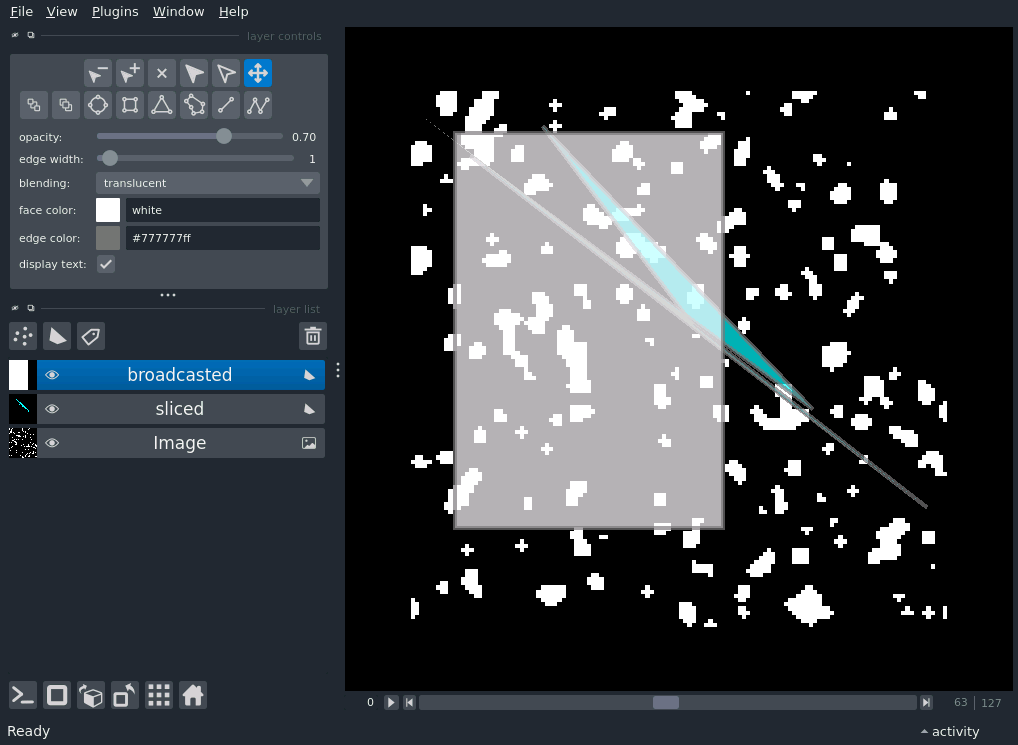 File View Plugins Window Help
layer controls
opacity: 0.70
edge width: 1
blending: translucent
face color: white
edge color: #777777ff
display text:
layer list
broadcasted
sliced
Image
0 63 127
Ready activity